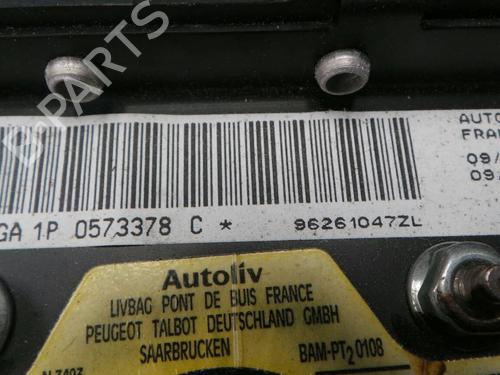 B-Parts
AUTO
FRAN
09/
09/
GA 1P 0573378 C * 96261047ZL
Autoliv
LIVBAG PONT DE BUIS FRANCE
PEUGEOT TALBOT DEUTSCHLAND GMBH
SAARBRUCKEN BAM-PT2 0108